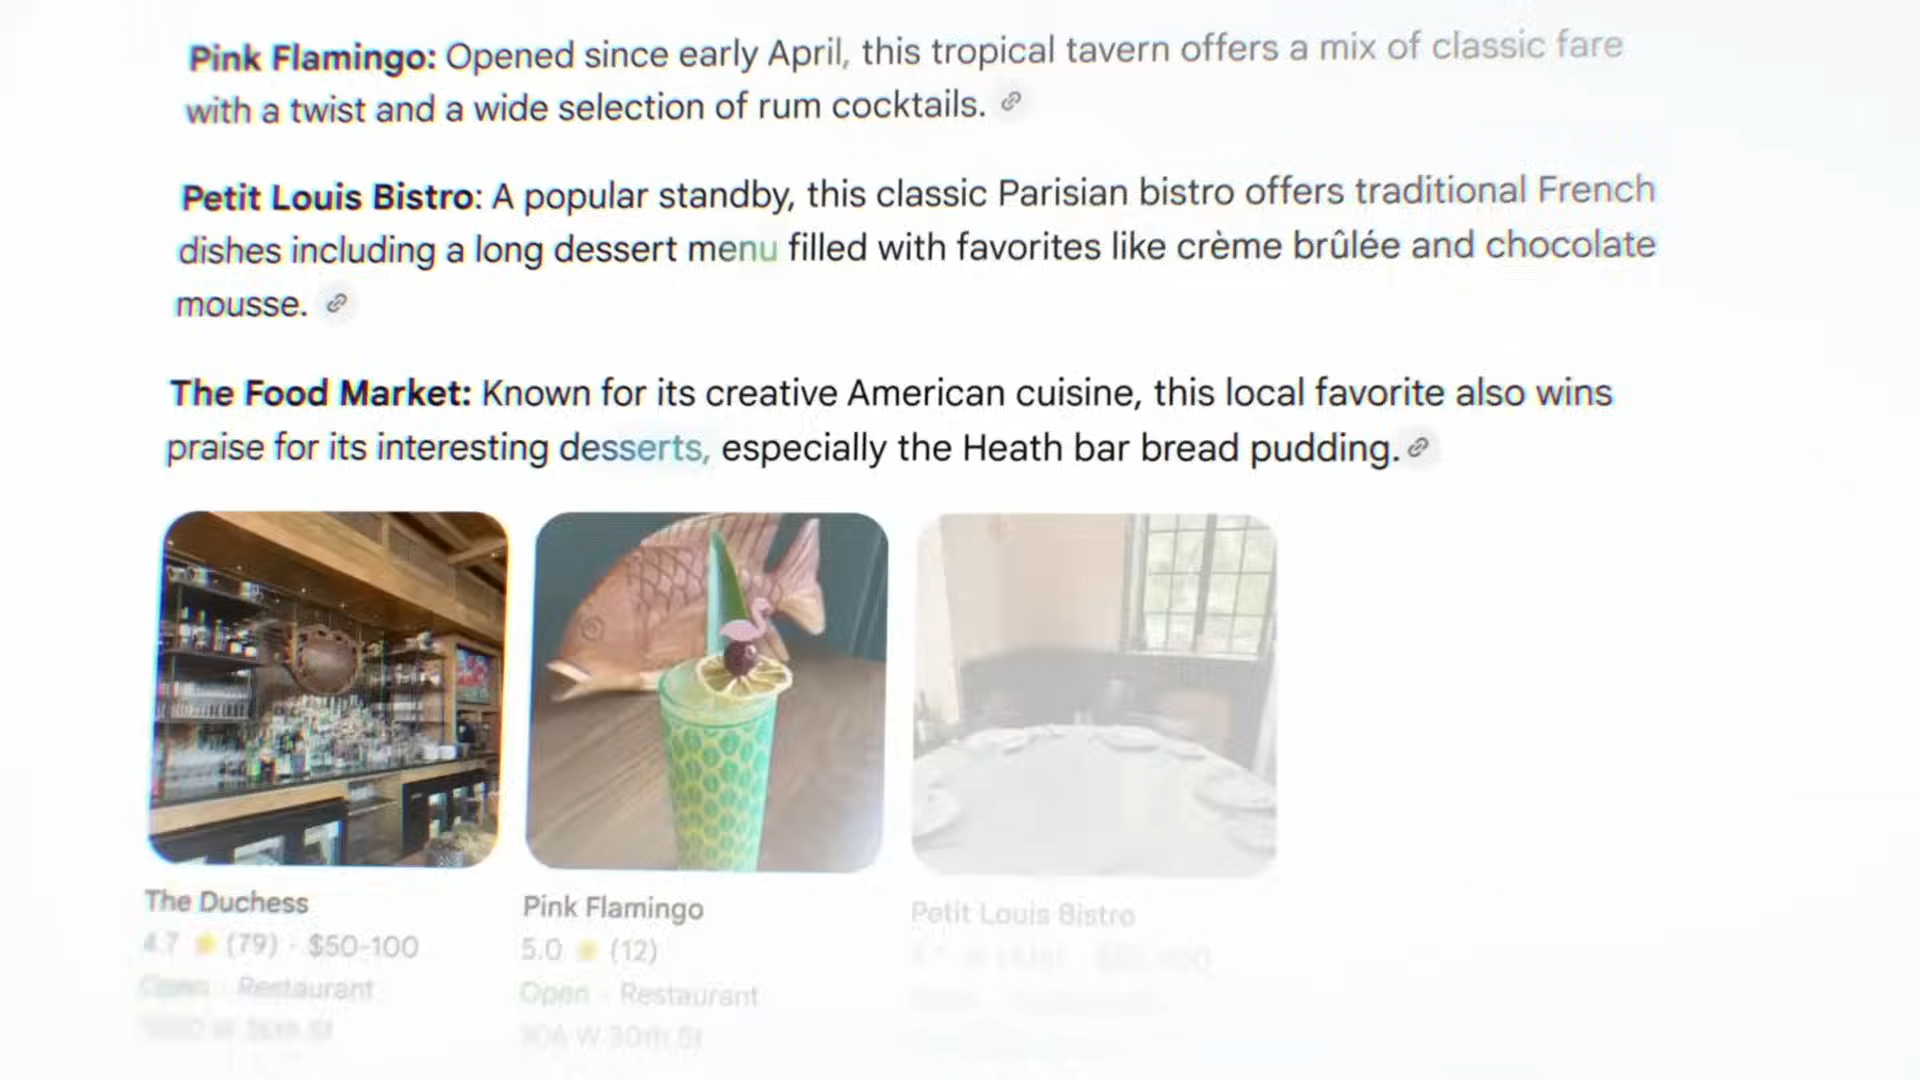 Pink Flamingo: Opened since early April, this tropical tavern offers a mix of classic fare
with a twist and a wide selection of rum cocktails.
Petit Louis Bistro: A popular standby, this classic Parisian bistro offers traditional French
dishes including a long dessert menu filled with favorites like crème brûlée and chocolate
mousse.
The Food Market: Known for its creative American cuisine, this local favorite also wins
praise for its interesting desserts, especially the Heath bar bread pudding.
The Duchess
4.7 (79) · $50-100
Open · Restaurant
Pink Flamingo
5.0 (12)
Open · Restaurant
W 30th St
Petit Louis Bistro